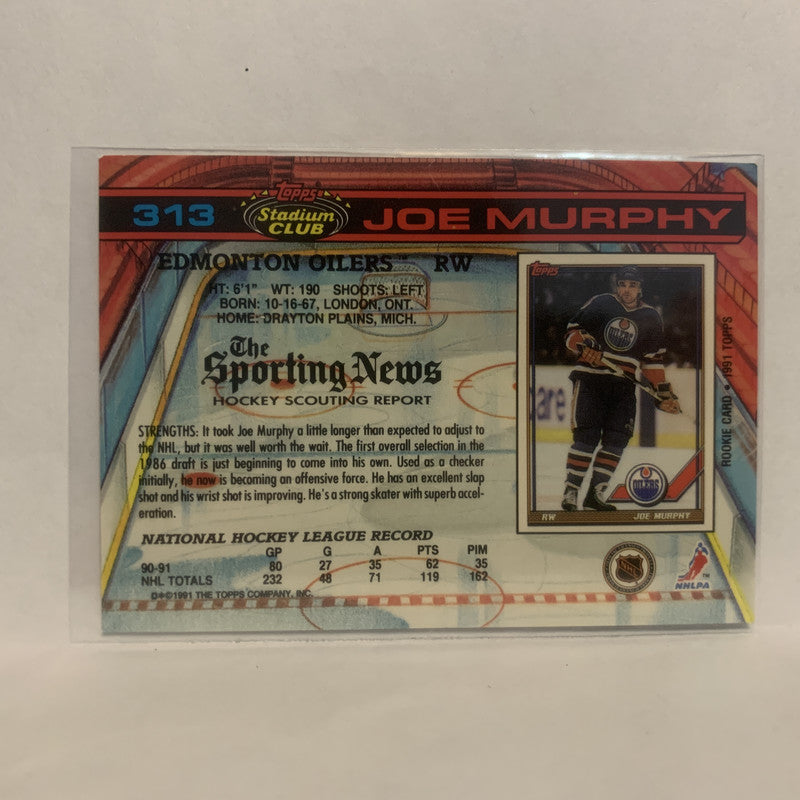 313
Topps
Stadium
CLUB
JOE MURPHY
EDMONTON OILERS™ RW
HT: 6'1" WT: 190 SHOOTS: LEFT
BORN: 10-16-67, LONDON, ONT.
HOME: DRAYTON PLAINS, MICH.
The
Sporting News
HOCKEY SCOUTING REPORT
STRENGTHS: It took Joe Murphy a little longer than expected to adjust to
the NHL, but it was well worth the wait. The first overall selection in the
1986 draft is just beginning to come into his own. Used as a checker
initially, he now is becoming an offensive force. He has an excellent slap
shot and his wrist shot is improving. He's a strong skater with superb accel-
eration.
NATIONAL HOCKEY LEAGUE RECORD
GP G A PTS PIM
90-91 80 27 35 62 35
NHL TOTALS 232 48 71 119 162
D*©1991 THE TOPPS COMPANY, INC.
Topps
OILERS
are
OILERS
RW JOE MURPHY
ROOKIE CARD • 1991 TOPPS
NHL
NHLPA™